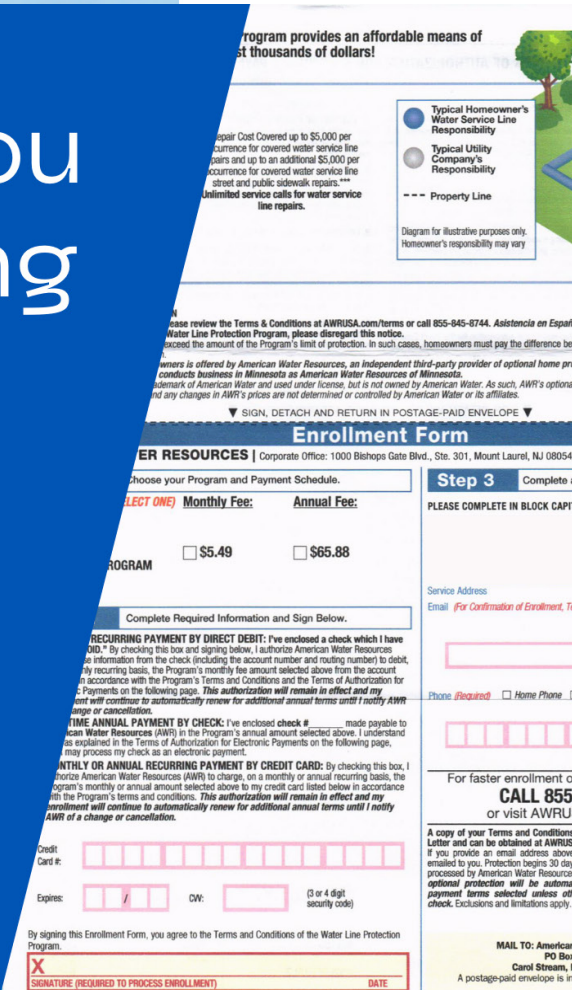 ou
ng
rogram provides an affordable means of
st thousands of dollars!
epair Cost Covered up to $5,000 per
currence for covered water service line
pairs and up to an additional $5,000 per
occurrence for covered water service line
street and public sidewalk repairs.***
Unlimited service calls for water service
line repairs.
Typical Homeowner's
Water Service Line
Responsibility
Typical Utility
Company's
Responsibility
Property Line
Diagram for illustrative purposes only.
Homeowner's responsibility may vary
N
ease review the Terms & Conditions at AWRUSA.com/terms or call 855-845-8744. Asistencia en Españ
Water Line Protection Program, please disregard this notice.
exceed the amount of the Program's limit of protection. In such cases, homeowners must pay the difference be
wners is offered by American Water Resources, an independent third-party provider of optional home pr
conducts business in Minnesota as American Water Resources of Minnesota.
ademark of American Water and used under license, but is not owned by American Water. As such, AWR's optiona
nd any changes in AWR's prices are not determined or controlled by American Water or its affiliates.
▼ SIGN, DETACH AND RETURN IN POSTAGE-PAID ENVELOPE ▼
Enrollment Form
ER RESOURCES | Corporate Office: 1000 Bishops Gate Blvd., Ste. 301, Mount Laurel, NJ 08054
Choose your Program and Payment Schedule.
LECT ONE) Monthly Fee: Annual Fee:
$5.49 $65.88
ROGRAM
Complete Required Information and Sign Below.
RECURRING PAYMENT BY DIRECT DEBIT: I've enclosed a check which I have
OID." By checking this box and signing below, I authorize American Water Resources
se information from the check (including the account number and routing number) to debit,
hly recurring basis, the Program's monthly fee amount selected above from the account
n accordance with the Program's Terms and Conditions and the Terms of Authorization for
c Payments on the following page. This authorization will remain in effect and my
ment will continue to automatically renew for additional annual terms until I notify AWR
ange or cancellation.
TIME ANNUAL PAYMENT BY CHECK: I've enclosed check #______ made payable to
ican Water Resources (AWR) in the Program's annual amount selected above. I understand
as explained in the Terms of Authorization for Electronic Payments on the following page,
may process my check as an electronic payment.
NTHLY OR ANNUAL RECURRING PAYMENT BY CREDIT CARD: By checking this box, I
thorize American Water Resources (AWR) to charge, on a monthly or annual recurring basis, the
rogram's monthly or annual amount selected above to my credit card listed below in accordance
with the Program's terms and conditions. This authorization will remain in effect and my
enrollment will continue to automatically renew for additional annual terms until I notify
AWR of a change or cancellation.
Credit
Card #:
Expires: / CVV: (3 or 4 digit
security code)
By signing this Enrollment Form, you agree to the Terms and Conditions of the Water Line Protection
Program.
X
SIGNATURE (REQUIRED TO PROCESS ENROLLMENT) DATE
Step 3 Complete
PLEASE COMPLETE IN BLOCK CAPI
Service Address
Email (For Confirmation of Enrollment, T
Phone (Required) Home Phone
For faster enrollment o
CALL 855
or visit AWRU
A copy of your Terms and Conditions
Letter and can be obtained at AWRUS
If you provide an email address above
emailed to you. Protection begins 30 day
processed by American Water Resource
optional protection will be automa
payment terms selected unless oth
check. Exclusions and limitations apply.
MAIL TO: American
PO Box
Carol Stream, I
A postage-paid envelope is in